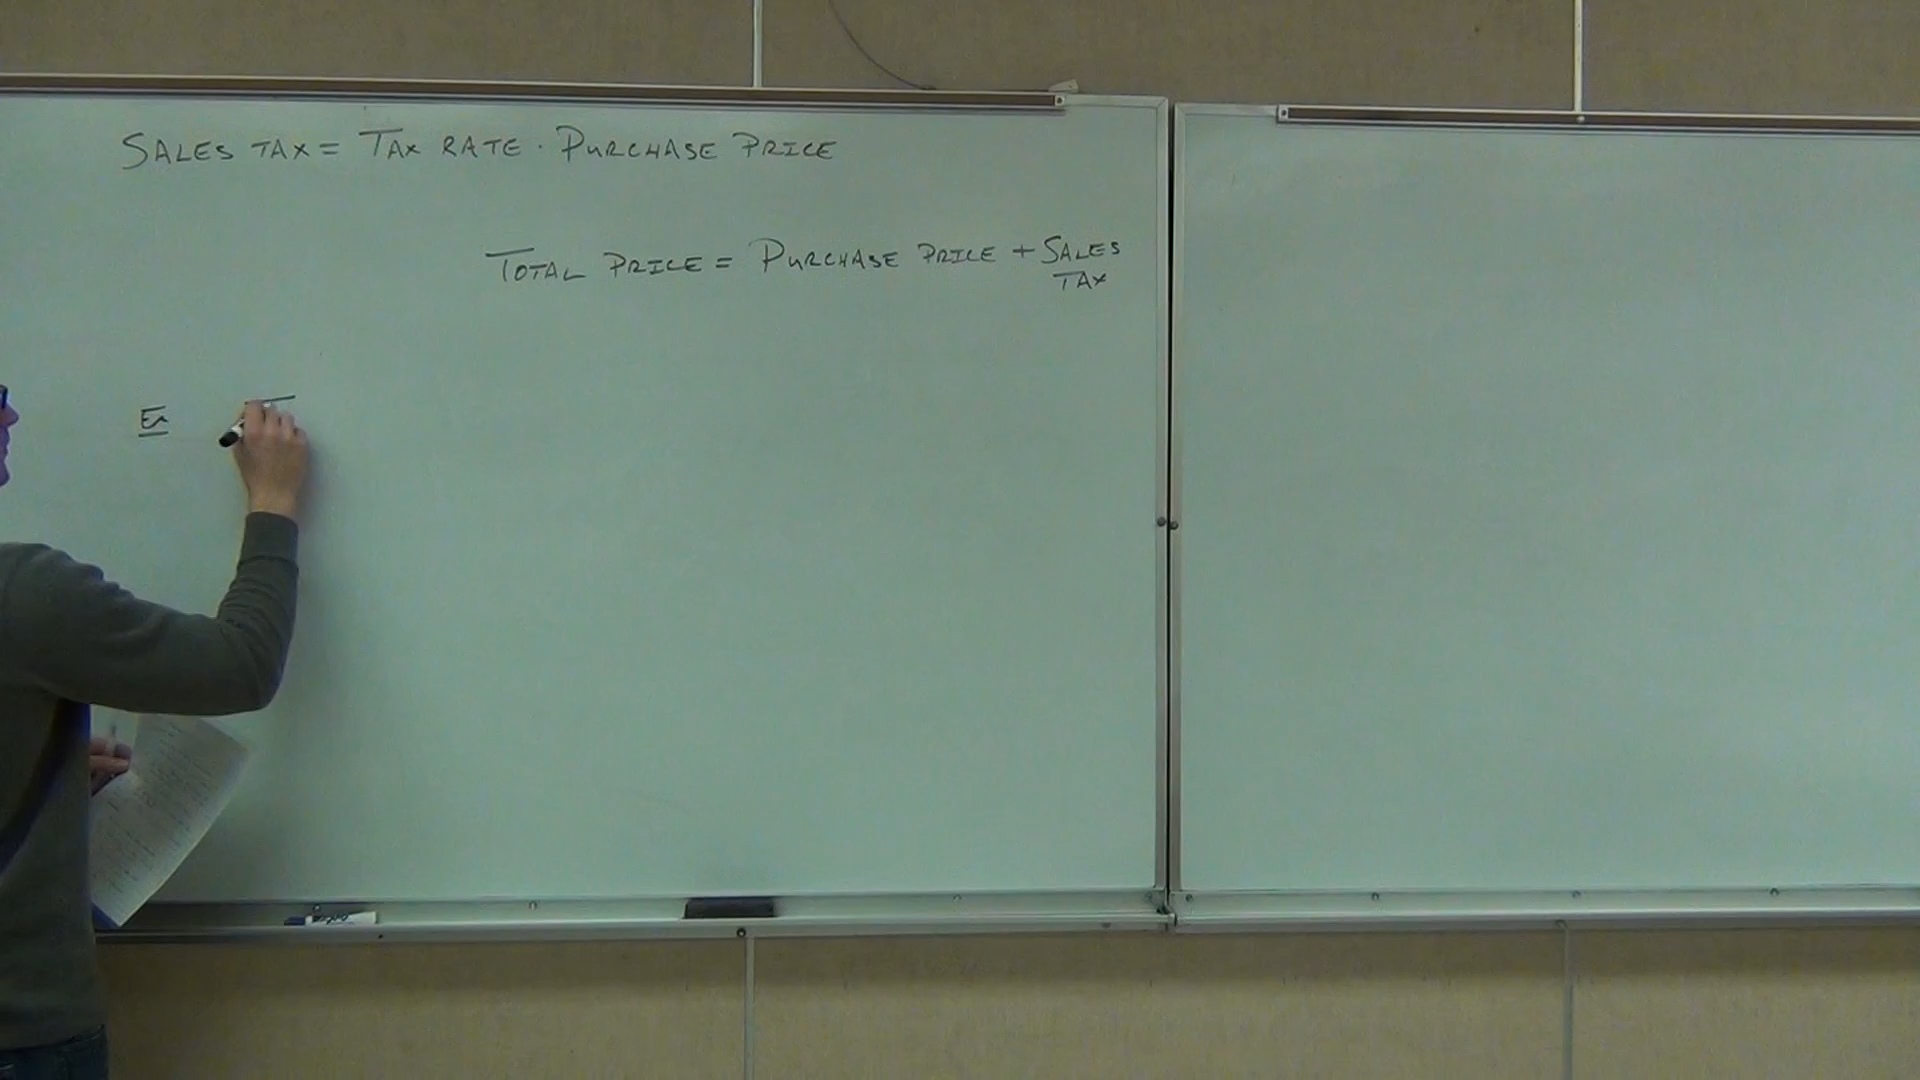 SALES TAX = TAX RATE · PURCHASE PRICE
TOTAL PRICE = PURCHASE PRICE + SALES
TAX
Ex